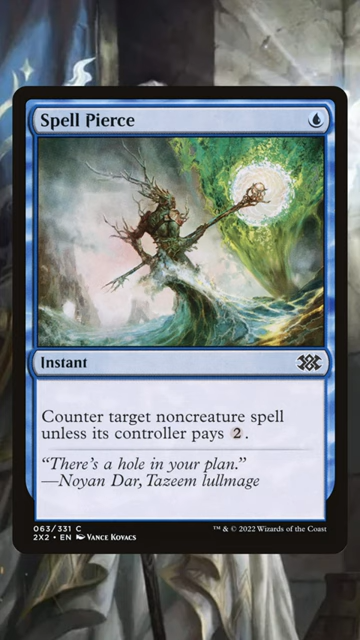 Spell Pierce
Instant
Counter target noncreature spell
unless its controller pays 2.
“There’s a hole in your plan.”
—Noyan Dar, Tazeem lullmage
063/331 C
2X2 • EN Vance Kovacs
™ & © 2022 Wizards of the Coast